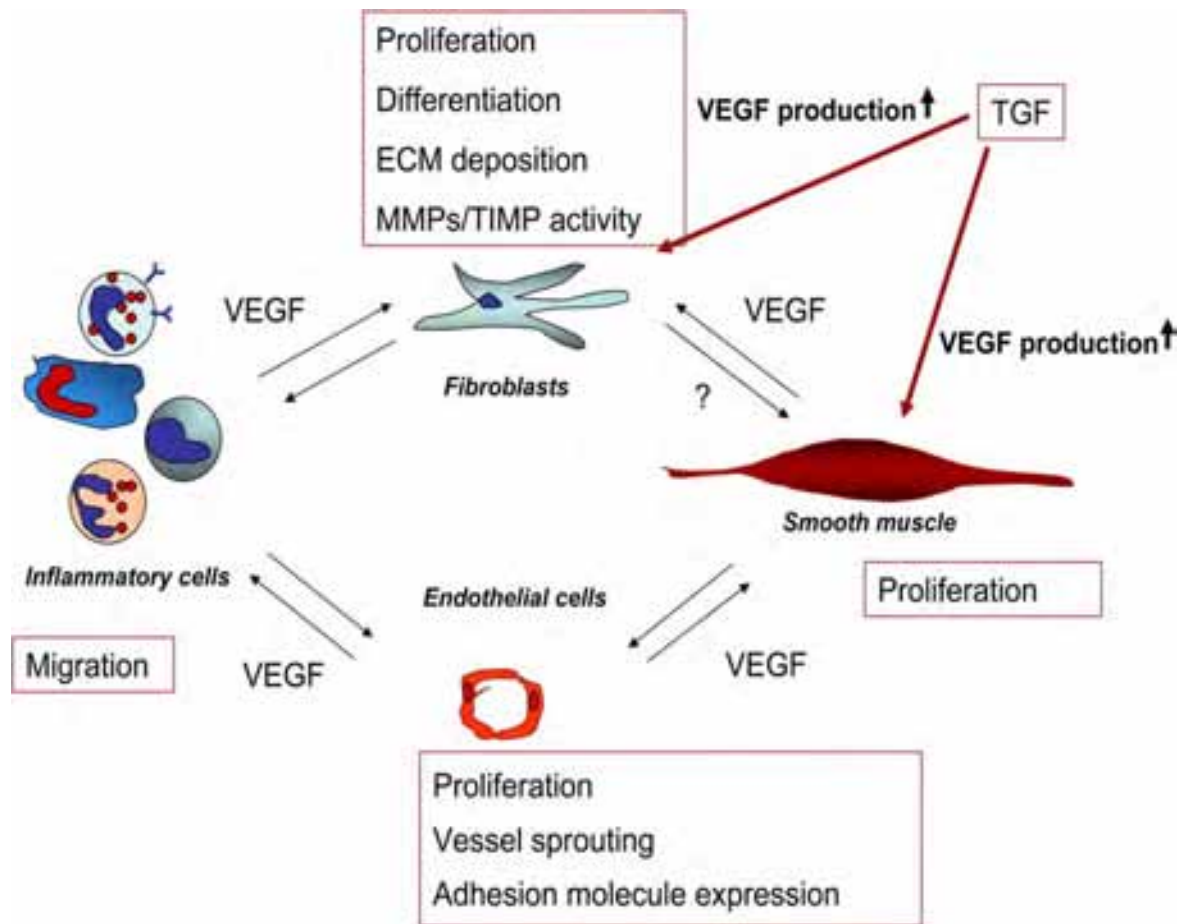 Proliferation
Differentiation
ECM deposition
MMPs/TIMP activity
VEGF production
TGF
VEGF
VEGF
VEGF production
Fibroblasts
?
Smooth muscle
Inflammatory cells
Endothelial cells
Proliferation
Migration
VEGF
VEGF
Proliferation
Vessel sprouting
Adhesion molecule expression